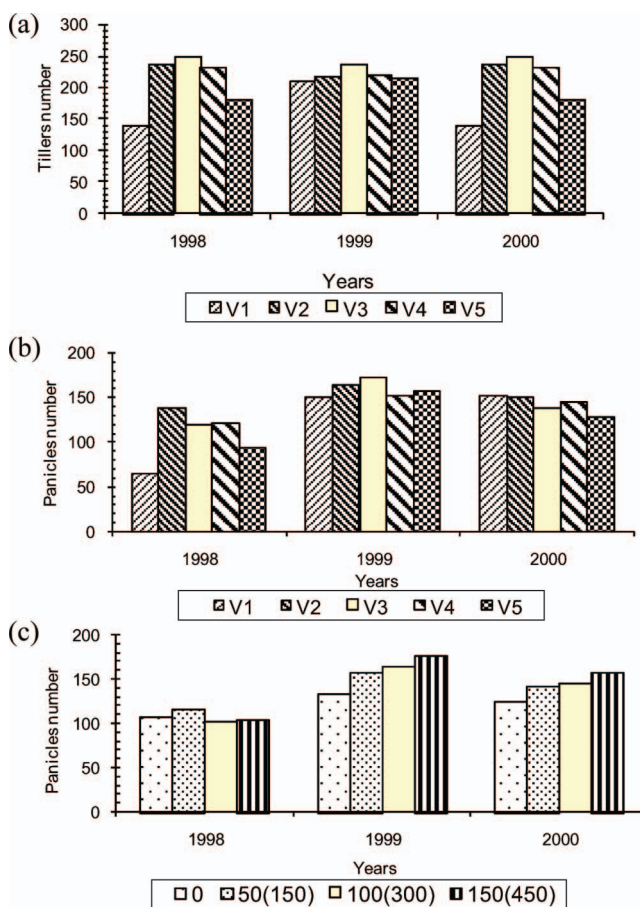 (a)
300
250
200
150
100
50
0
Tillers number
1998 1999 2000
Years
V1 V2 V3 V4 V5
(b)
200
150
100
50
0
Panicles number
1998 1999 2000
Years
V1 V2 V3 V4 V5
(c)
200
150
100
50
0
Panicles number
1998 1999 2000
Years
0 50(150) 100(300) 150(450)